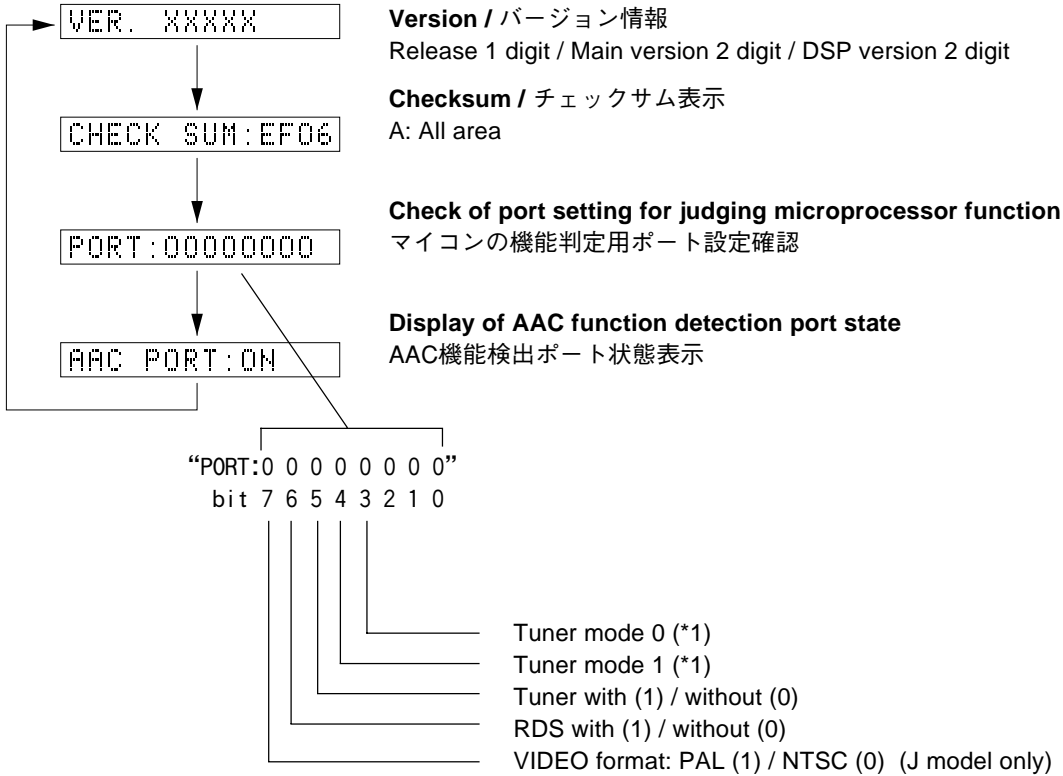 VER. XXXXX
Version / バージョン情報
Release 1 digit / Main version 2 digit / DSP version 2 digit
CHECK SUM:EF06
Checksum / チェックサム表示
A: All area
PORT:00000000
Check of port setting for judging microprocessor function
マイコンの機能判定用ポート設定確認
AAC PORT:ON
Display of AAC function detection port state
AAC機能検出ポート状態表示
“PORT:0 0 0 0 0 0 0 0”
bit 7 6 5 4 3 2 1 0
Tuner mode 0 (*1)
Tuner mode 1 (*1)
Tuner with (1) / without (0)
RDS with (1) / without (0)
VIDEO format: PAL (1) / NTSC (0) (J model only)